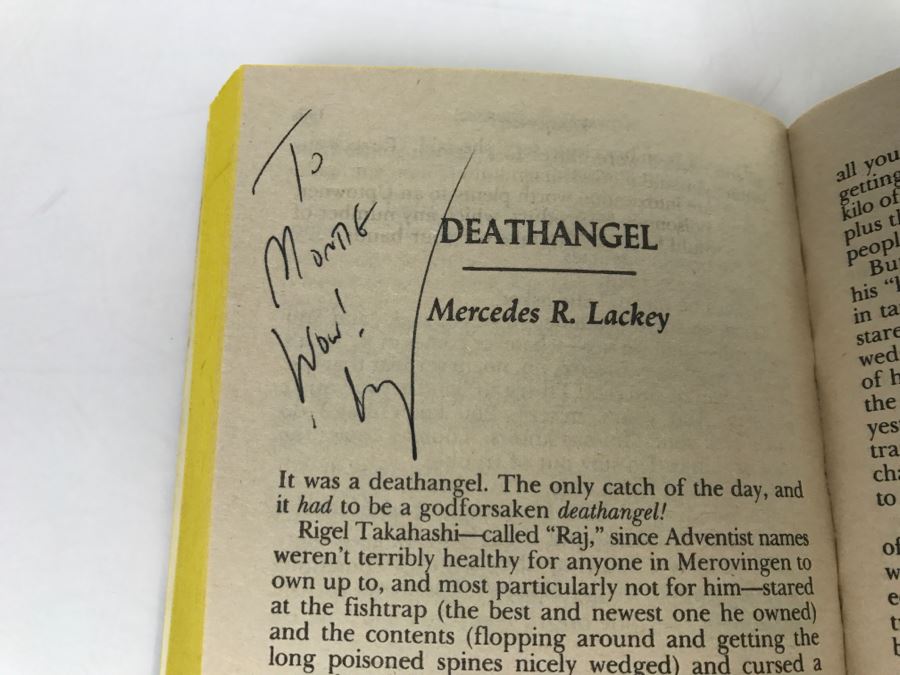 To
Montie
Wow!
DEATHANGEL
Mercedes R. Lackey
It was a deathangel. The only catch of the day, and
it had to be a godforsaken deathangel!
Rigel Takahashi—called "Raj," since Adventist names
weren't terribly healthy for anyone in Merovingen to
own up to, and most particularly not for him—stared
at the fishtrap (the best and newest one he owned)
and the contents (flopping around and getting the
long poisoned spines nicely wedged) and cursed a
all you
getting
kilo of
plus th
peopl
Bu
his "l
in ta
stare
wed
of h
the
yes
tra
cha
to
of
w
e